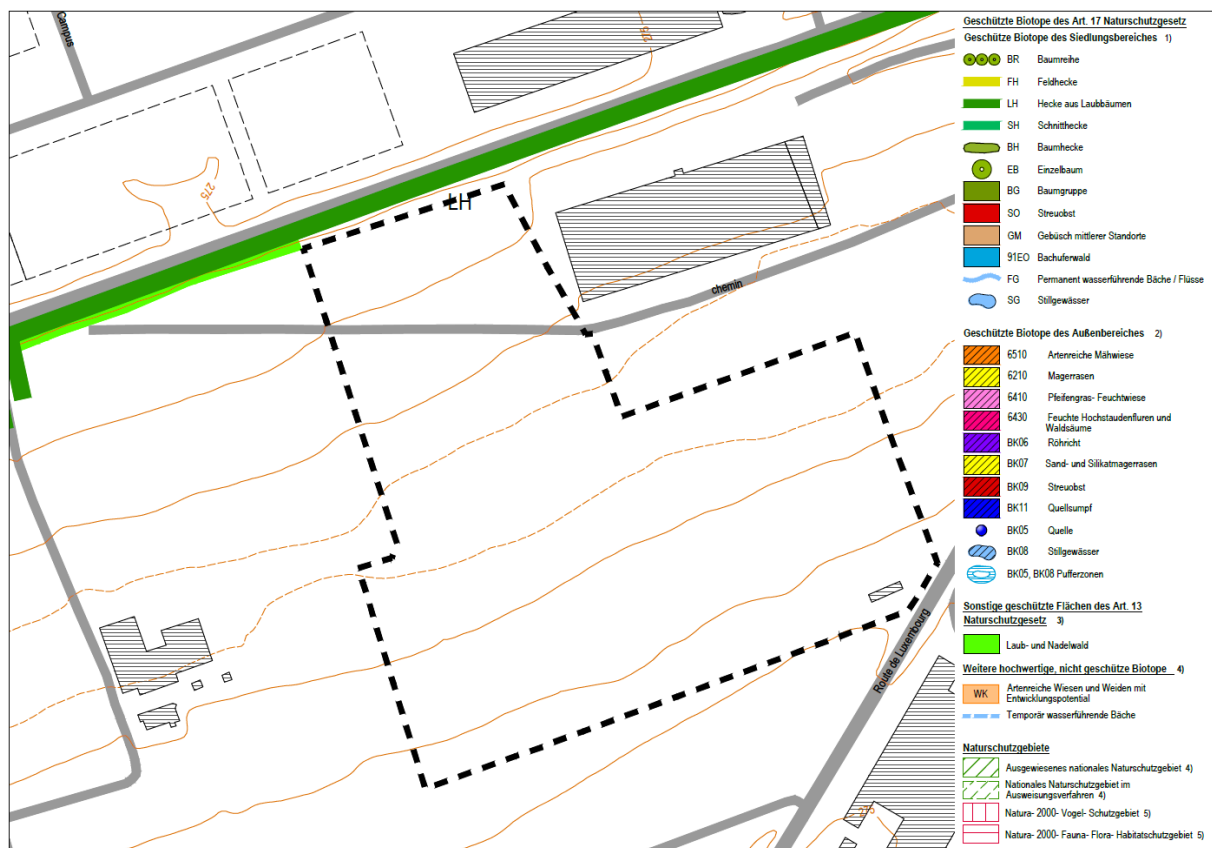 Campus
275
275
LH
chemin
Route de Luxembourg
275
Geschützte Biotope des Art. 17 Naturschutzgesetz
Geschütze Biotope des Siedlungsbereiches 1)
BR Baumreihe
FH Feldhecke
LH Hecke aus Laubbäumen
SH Schnitthecke
BH Baumhecke
EB Einzelbaum
BG Baumgruppe
SO Streuobst
GM Gebüsch mittlerer Standorte
91EO Bachuferwald
FG Permanent wasserführende Bäche / Flüsse
SG Stillgewässer
Geschützte Biotope des Außenbereiches 2)
6510 Artenreiche Mähwiese
6210 Magerrasen
6410 Pfeifengras- Feuchtwiese
6430 Feuchte Hochstaudenfluren und
Waldsäume
BK06 Röhricht
BK07 Sand- und Silikatmagerrasen
BK09 Streuobst
BK11 Quellsumpf
BK05 Quelle
BK08 Stillgewässer
BK05, BK08 Pufferzonen
Sonstige geschützte Flächen des Art. 13
Naturschutzgesetz 3)
Laub- und Nadelwald
Weitere hochwertige, nicht geschütze Biotope 4)
WK Artenreiche Wiesen und Weiden mit
Entwicklungspotential
Temporär wasserführende Bäche
Naturschutzgebiete
Ausgewiesenes nationales Naturschutzgebiet 4)
Nationales Naturschutzgebiet im
Ausweisungsverfahren 4)
Natura- 2000- Vogel- Schutzgebiet 5)
Natura- 2000- Fauna- Flora- Habitatschutzgebiet 5)